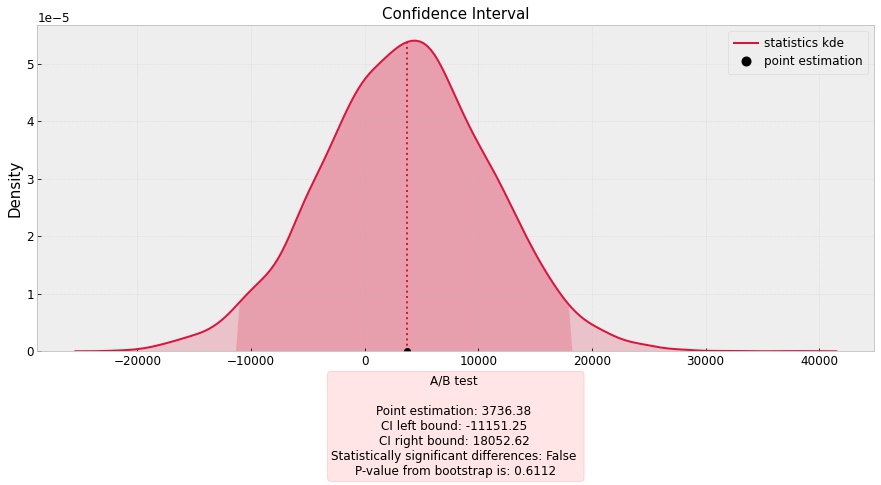 Confidence Interval
1e−5
statistics kde
point estimation
Density
5
4
3
2
1
0
−20000 −10000 0 10000 20000 30000 40000
A/B test
Point estimation: 3736.38
CI left bound: -11151.25
CI right bound: 18052.62
Statistically significant differences: False
P-value from bootstrap is: 0.6112